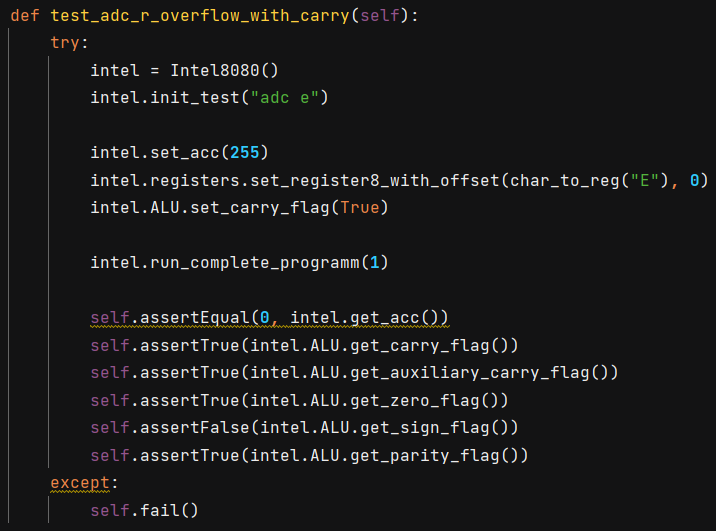 def test_adc_r_overflow_with_carry(self):
    try:
        intel = Intel8080()
        intel.init_test("adc e")

        intel.set_acc(255)
        intel.registers.set_register8_with_offset(char_to_reg("E"), 0)
        intel.ALU.set_carry_flag(True)

        intel.run_complete_programm(1)

        self.assertEqual(0, intel.get_acc())
        self.assertTrue(intel.ALU.get_carry_flag())
        self.assertTrue(intel.ALU.get_auxiliary_carry_flag())
        self.assertTrue(intel.ALU.get_zero_flag())
        self.assertFalse(intel.ALU.get_sign_flag())
        self.assertTrue(intel.ALU.get_parity_flag())
    except:
        self.fail()